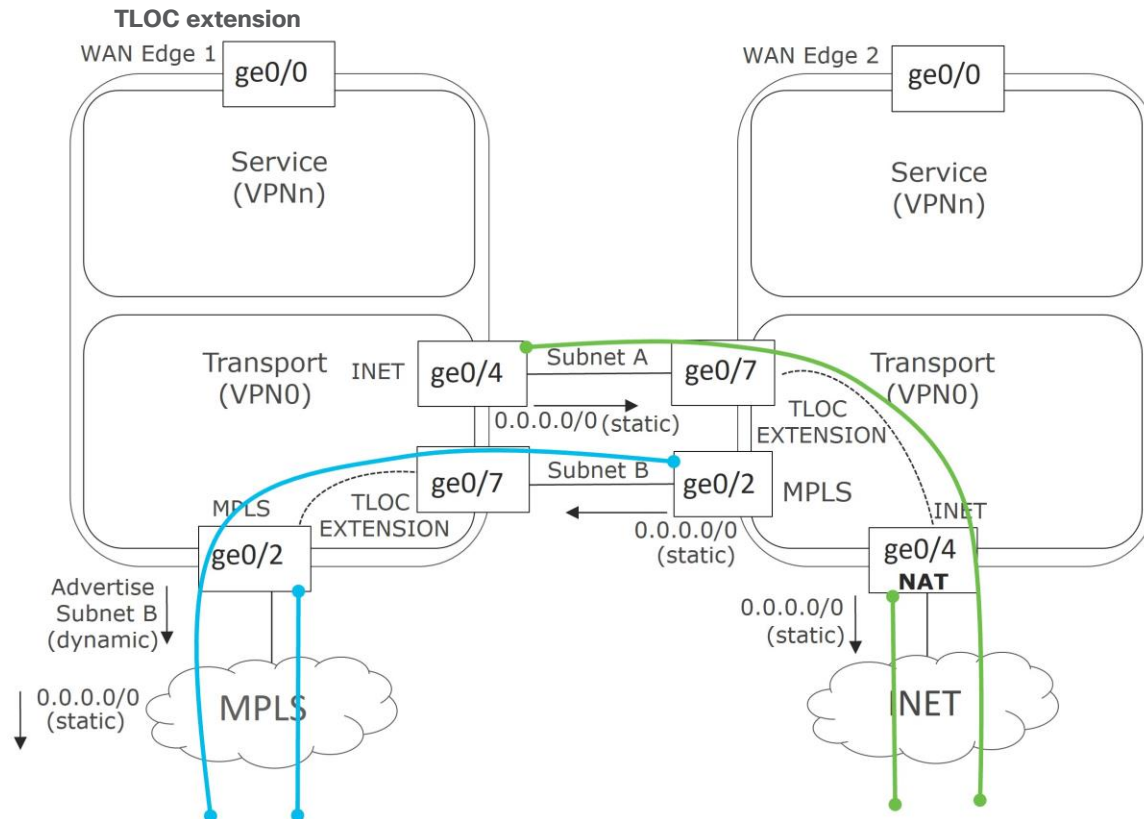 TLOC extension
WAN Edge 1
ge0/0
WAN Edge 2
ge0/0
Service
(VPNn)
Service
(VPNn)
Transport
(VPN0)
INET
ge0/4
Subnet A
ge0/7
Transport
(VPN0)
0.0.0.0/0
(static)
TLOC
EXTENSION
ge0/7
Subnet B
ge0/2
MPLS
MPLS
TLOC
EXTENSION
0.0.0.0/0
(static)
INET
ge0/2
ge0/4
NAT
Advertise
Subnet B
(dynamic)
0.0.0.0/0
(static)
0.0.0.0/0
(static)
MPLS
INET